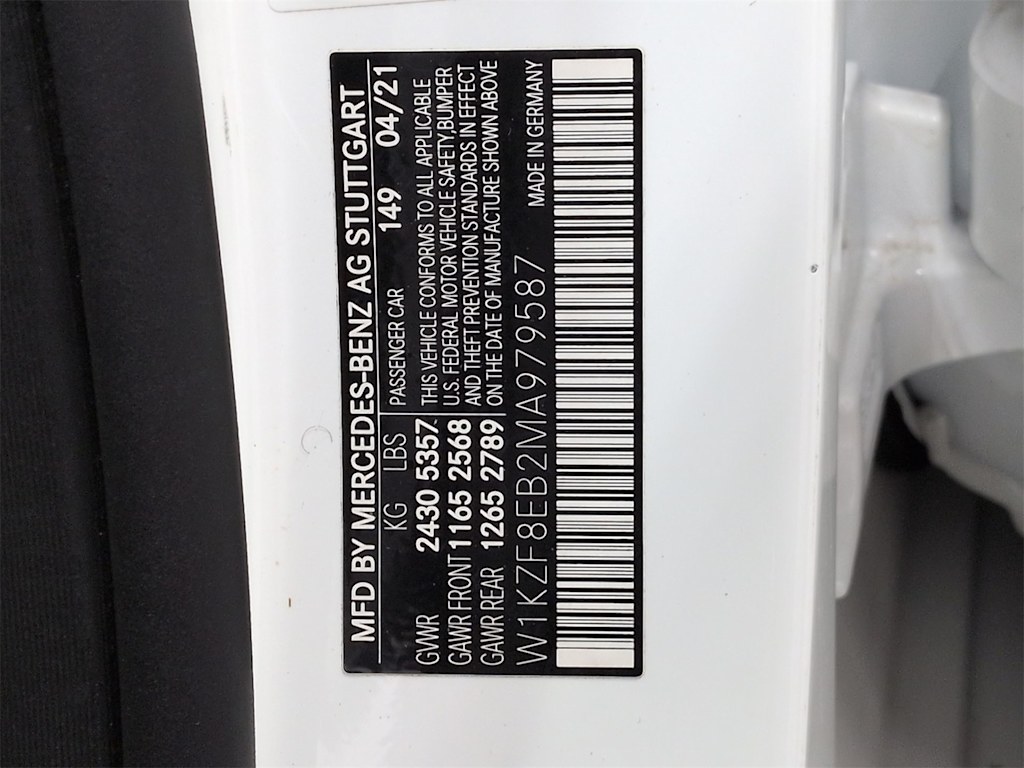 MFD BY MERCEDES-BENZ AG STUTTGART
KG LBS PASSENGER CAR 149 04/21
GVWR 2430 5357
GAWR FRONT 1165 2568
GAWR REAR 1265 2789
THIS VEHICLE CONFORMS TO ALL APPLICABLE
U.S. FEDERAL MOTOR VEHICLE SAFETY,BUMPER
AND THEFT PREVENTION STANDARDS IN EFFECT
ON THE DATE OF MANUFACTURE SHOWN ABOVE
W1KZF8EB2MA979587 MADE IN GERMANY